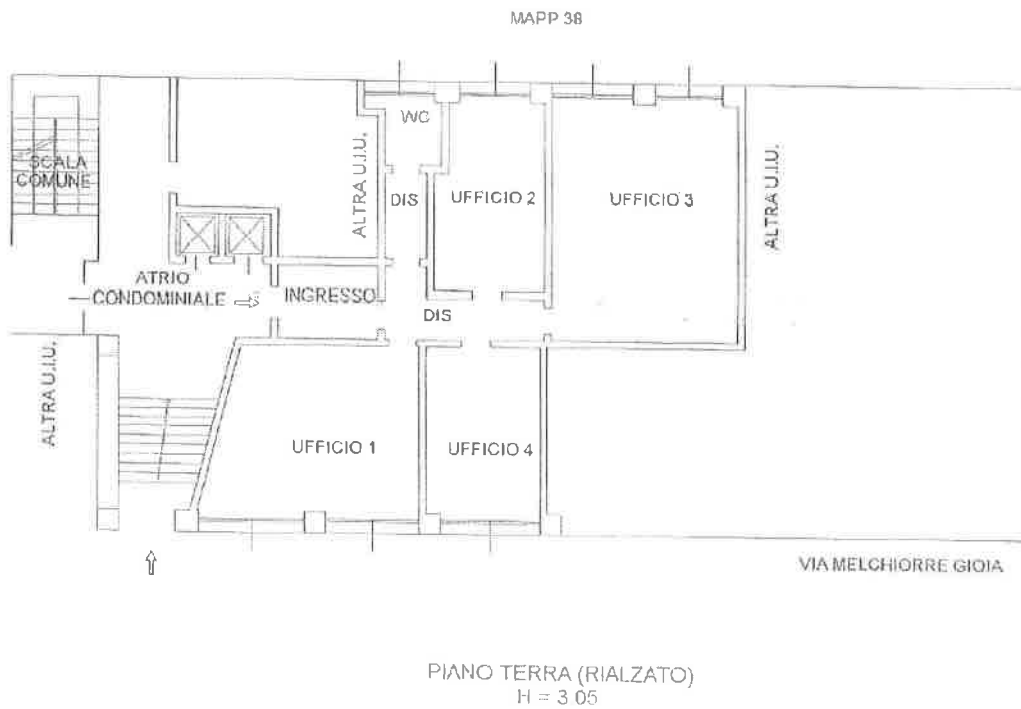 MAPP 38
WC
SCALA
COMUNE
ALTRA U.I.U.
DIS
UFFICIO 2
UFFICIO 3
ALTRA U.I.U.
ATRIO
CONDOMINIALE
INGRESSO
DIS
ALTRA U.I.U.
UFFICIO 1
UFFICIO 4
VIA MELCHIORRE GIOIA
PIANO TERRA (RIALZATO)
H = 3.05